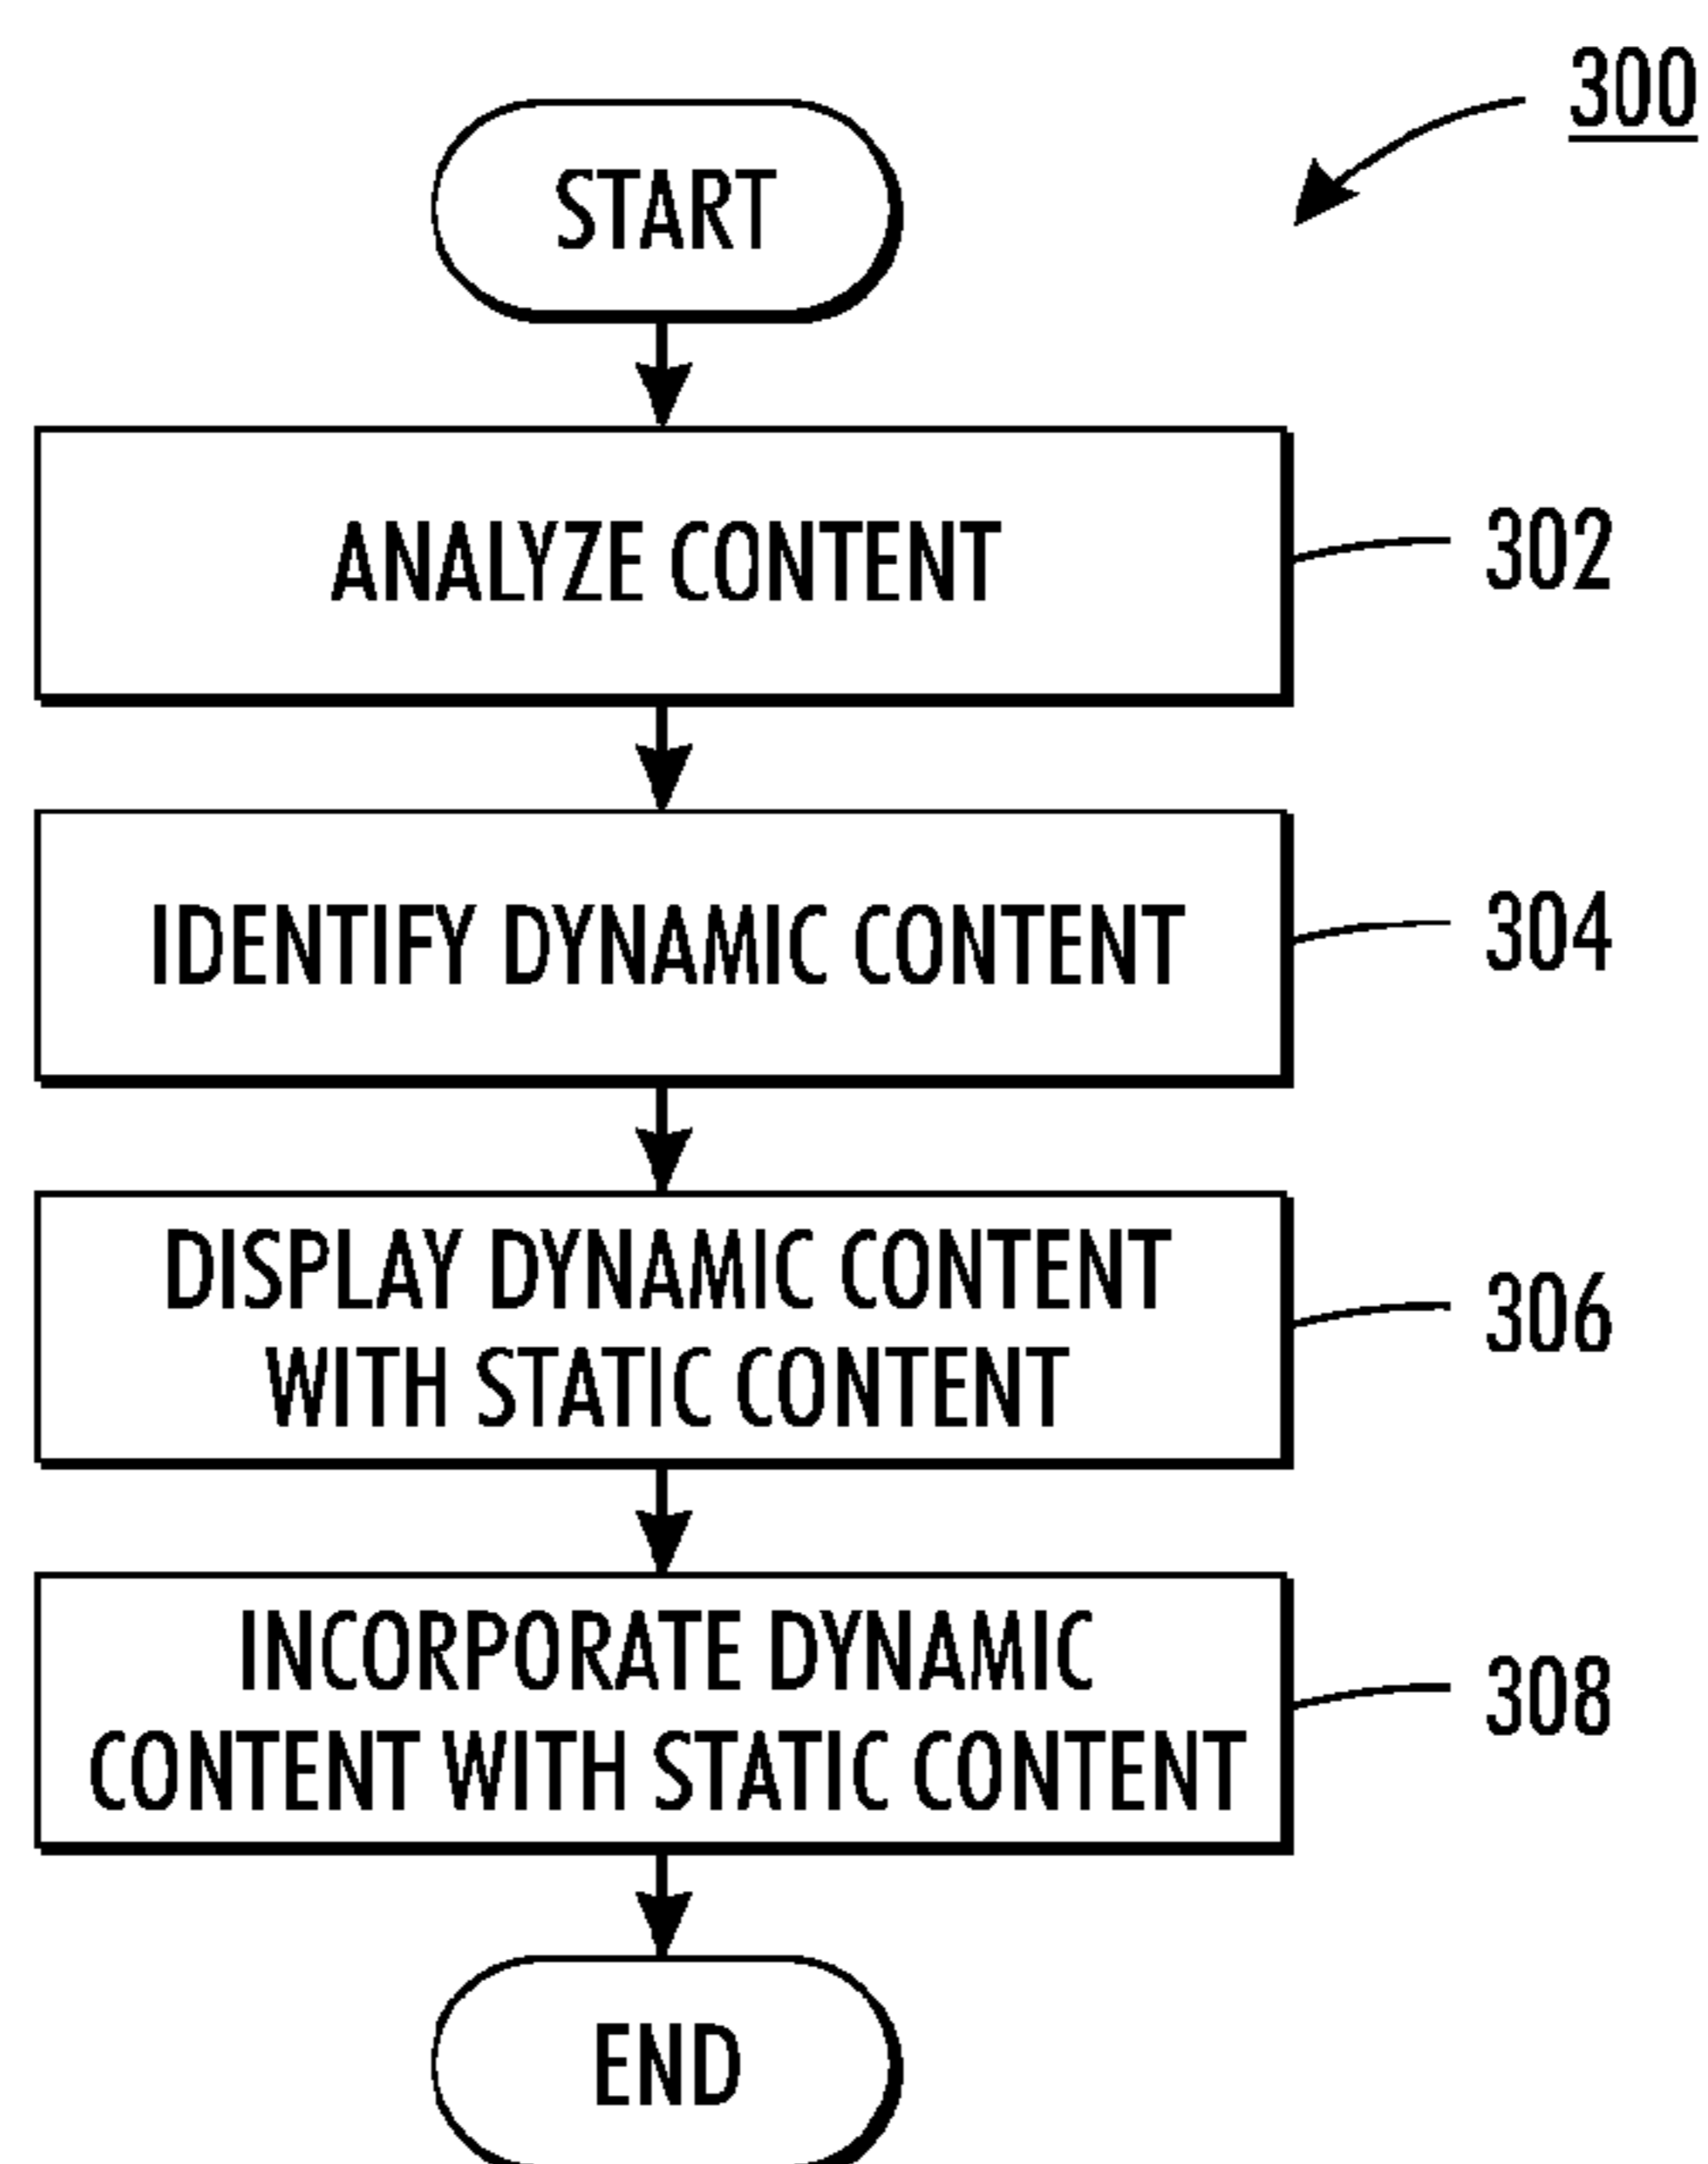 300
START
ANALYZE CONTENT
302
IDENTIFY DYNAMIC CONTENT
304
DISPLAY DYNAMIC CONTENT
WITH STATIC CONTENT
306
INCORPORATE DYNAMIC
CONTENT WITH STATIC CONTENT
308
END